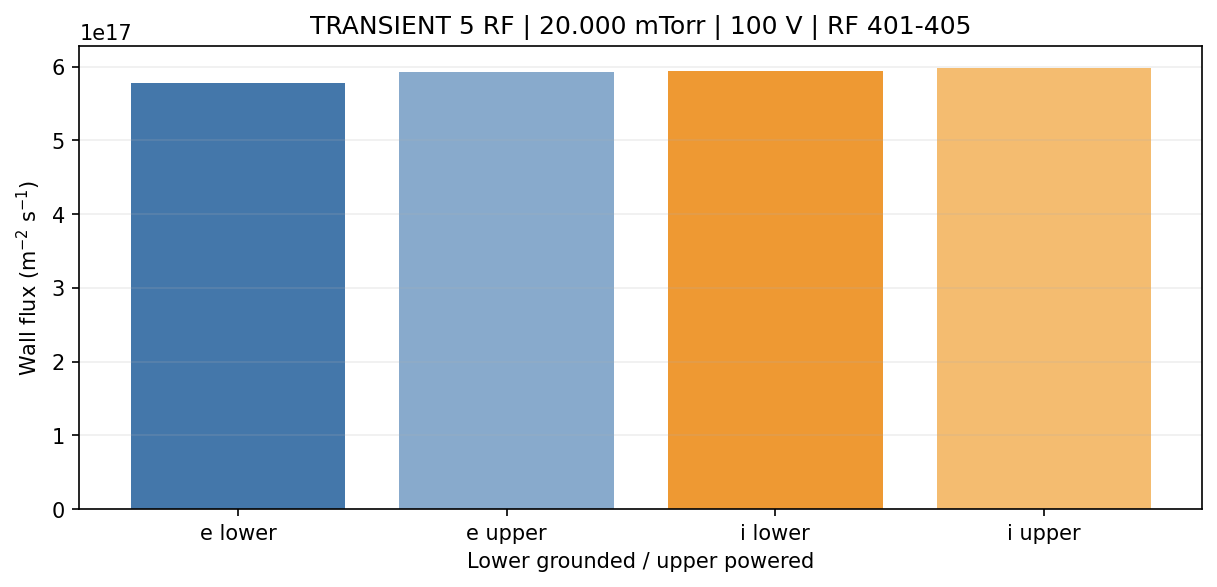 TRANSIENT 5 RF | 20.000 mTorr | 100 V | RF 401-405
1e17
6
5
4
3
2
1
0
Wall flux (m⁻² s⁻¹)
e lower
e upper
i lower
i upper
Lower grounded / upper powered